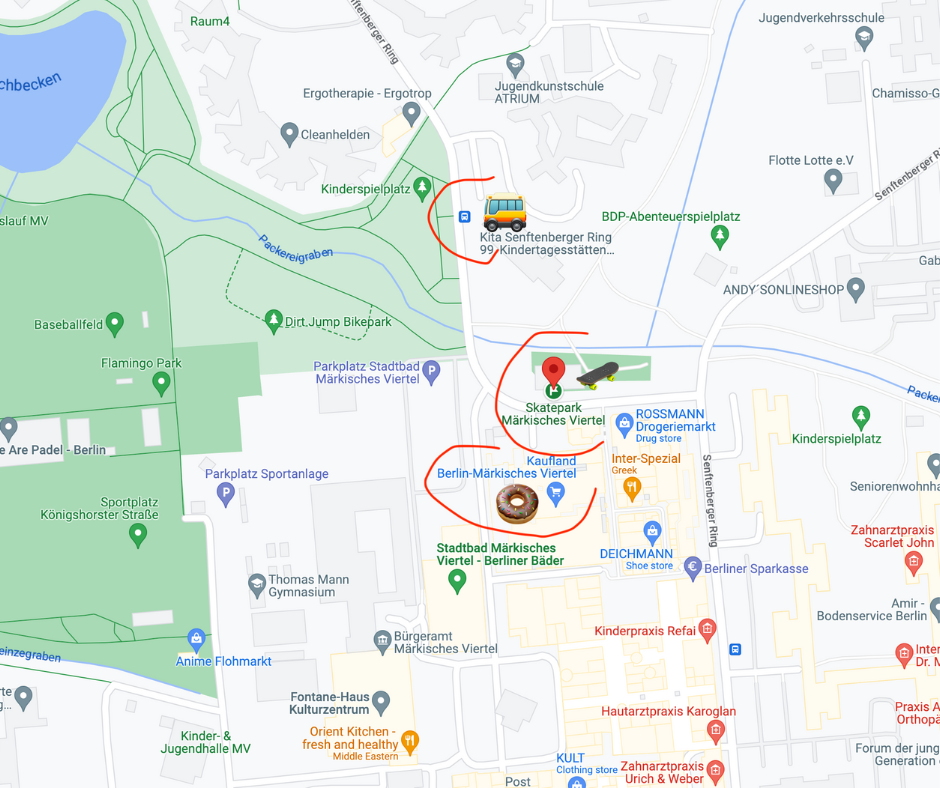 Raum4
Senftenberger Ring
Jugendverkehrsschule
chbecken
Jugendkunstschule
ATRIUM
Ergotherapie - Ergotrop
Chamisso-G
Cleanhelden
Flotte Lotte e.V
Senftenberger R
Kinderspielplatz
slauf MV
BDP-Abenteuerspielplatz
Kita Senftenberger Ring
99-Kindertagesstätten...
Packereigraben
Gab
ANDY´SONLINESHOP
Baseballfeld
Dirt Jump Bikepark
Flamingo Park
Parkplatz Stadtbad
Märkisches Viertel
Packe
Skatepark
Märkisches Viertel
ROSSMANN
Drogeriemarkt
Drug store
Kinderspielplatz
e Are Padel - Berlin
Kaufland
Berlin-Märkisches Viertel
Inter-Spezial
Greek
Parkplatz Sportanlage
Senftenberger Ring
Seniorenwohnha
Sportplatz
Königshorster Straße
Zahnarztpraxis
Scarlet John
Stadtbad Märkisches
Viertel - Berliner Bäder
DEICHMANN
Shoe store
Berliner Sparkasse
Thomas Mann
Gymnasium
Amir -
Bodenservice Berlin
Kinderpraxis Refai
Bürgeramt
Märkisches Viertel
einzegraben
Anime Flohmarkt
Inter
Dr. M
rte
g...
Fontane-Haus
Kulturzentrum
Hautarztpraxis Karoglan
Praxis A
Orthopä
Kinder- &
Jugendhalle MV
Orient Kitchen -
fresh and healthy
Middle Eastern
Forum der jung
Generation
KULT
Clothing store
Zahnarztpraxis
Urich & Weber
Post